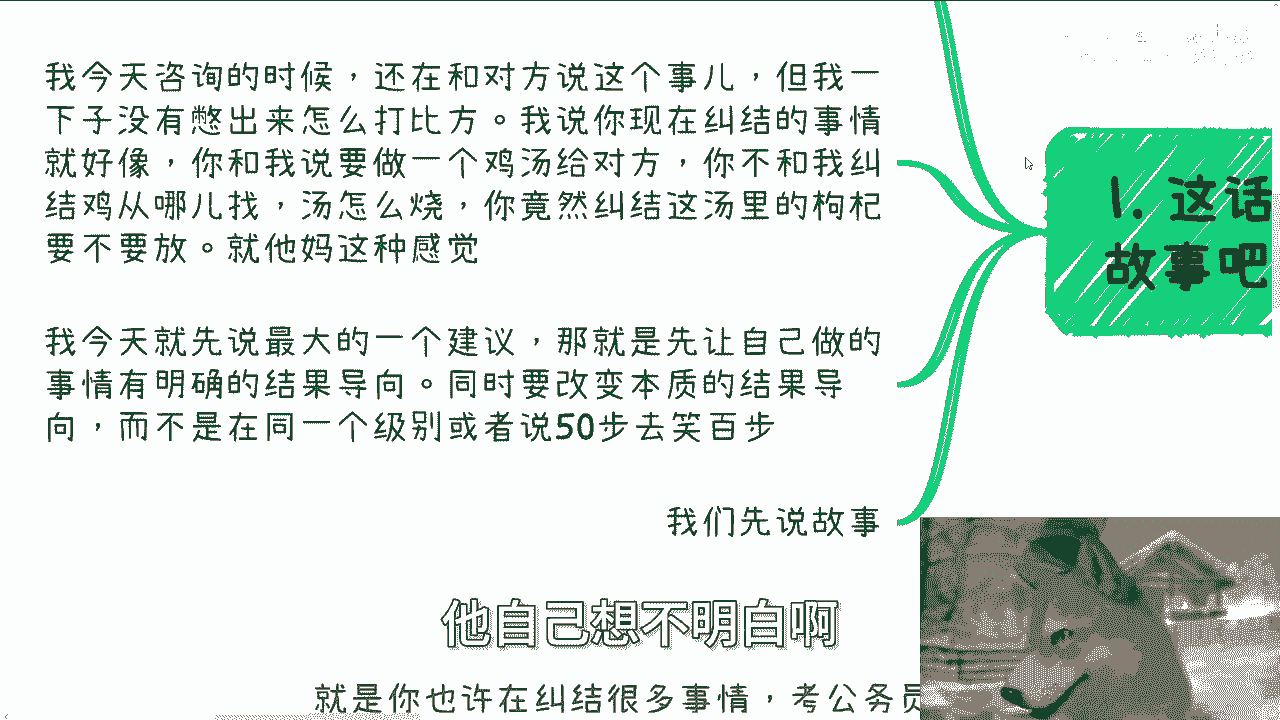 我今天咨询的时候，还在和对方说这个事儿，但我一
下子没有憋出来怎么打比方。我说你现在纠结的事情
就好像，你和我说要做一个鸡汤给对方，你不和我纠
结鸡从哪儿找，汤怎么烧，你竟然纠结这汤里的枸杞
要不要放。就他妈这种感觉
1. 这话
故事吧
我今天就先说最大的一个建议，那就是先让自己做的
事情有明确的结果导向。同时要改变本质的结果导
向，而不是在同一个级别或者说50步去笑百步
我们先说故事
他自己想不明白啊
就是你也许在纠结很多事情，考公务员